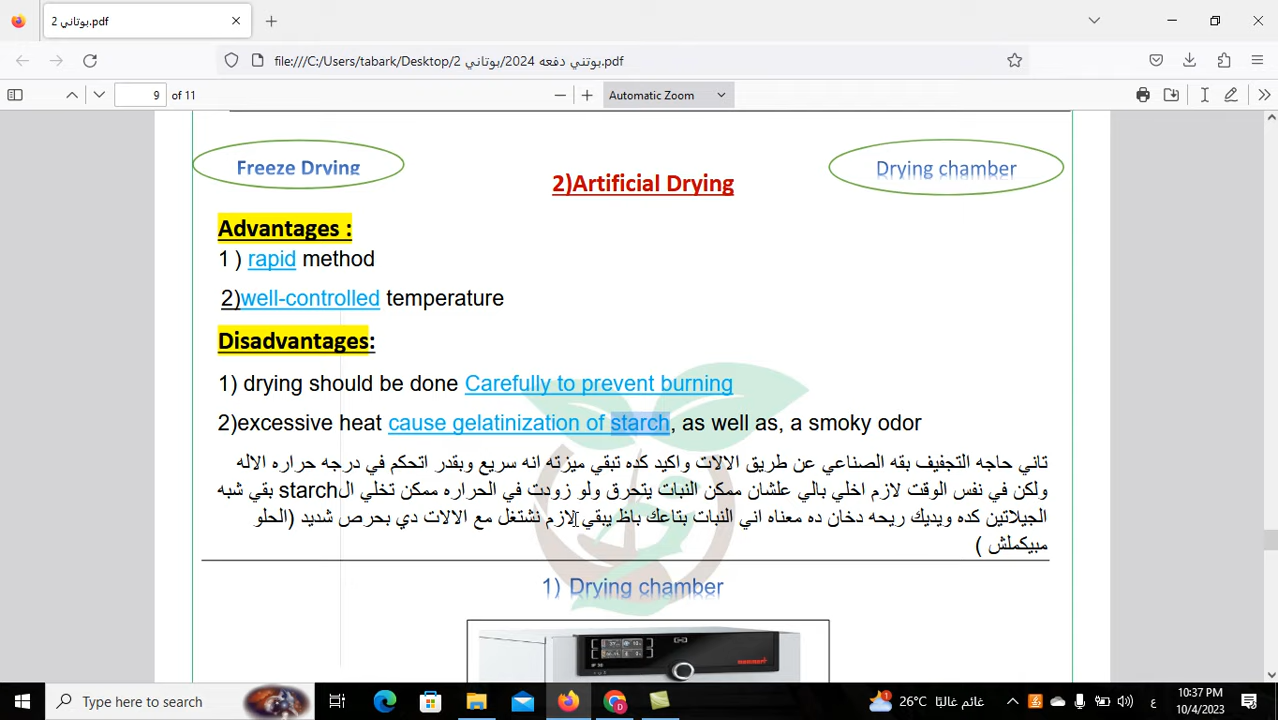 بوتاني 2.pdf
file:///C:/Users/tabark/Desktop/بوتني دفعه 2024/بوتاني 2.pdf
9 of 11
Automatic Zoom
Freeze Drying
Drying chamber
2)Artificial Drying
Advantages :
1 ) rapid method
2)well-controlled temperature
Disadvantages:
1) drying should be done Carefully to prevent burning
2)excessive heat cause gelatinization of starch, as well as, a smoky odor
تاني حاجه التجفيف بقه الصناعي عن طريق الالات واكيد كده تبقي ميزته انه سريع وبقدر اتحكم في درجه حراره الاله
ولكن في نفس الوقت لازم اخلي بالي علشان ممكن النبات يتحرق ولو زودت في الحراره ممكن تخلي الstarch بقي شبه
الجيلاتين كده ويديك ريحه دخان ده معناه اني النبات بتاعك باظ يبقي لازم نشتغل مع الالات دي بحرص شديد (الحلو
مبيكملش )
1) Drying chamber
memmert
Type here to search
26°C غائم غالبًا
ع
10:37 PM
10/4/2023